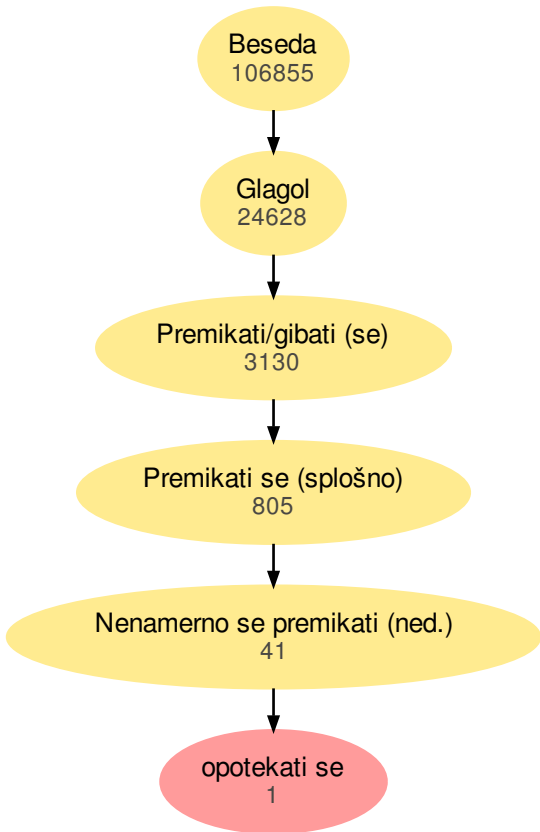 Beseda
106855
Glagol
24628
Premikati/gibati (se)
3130
Premikati se (splošno)
805
Nenamerno se premikati (ned.)
41
opotekati se
1